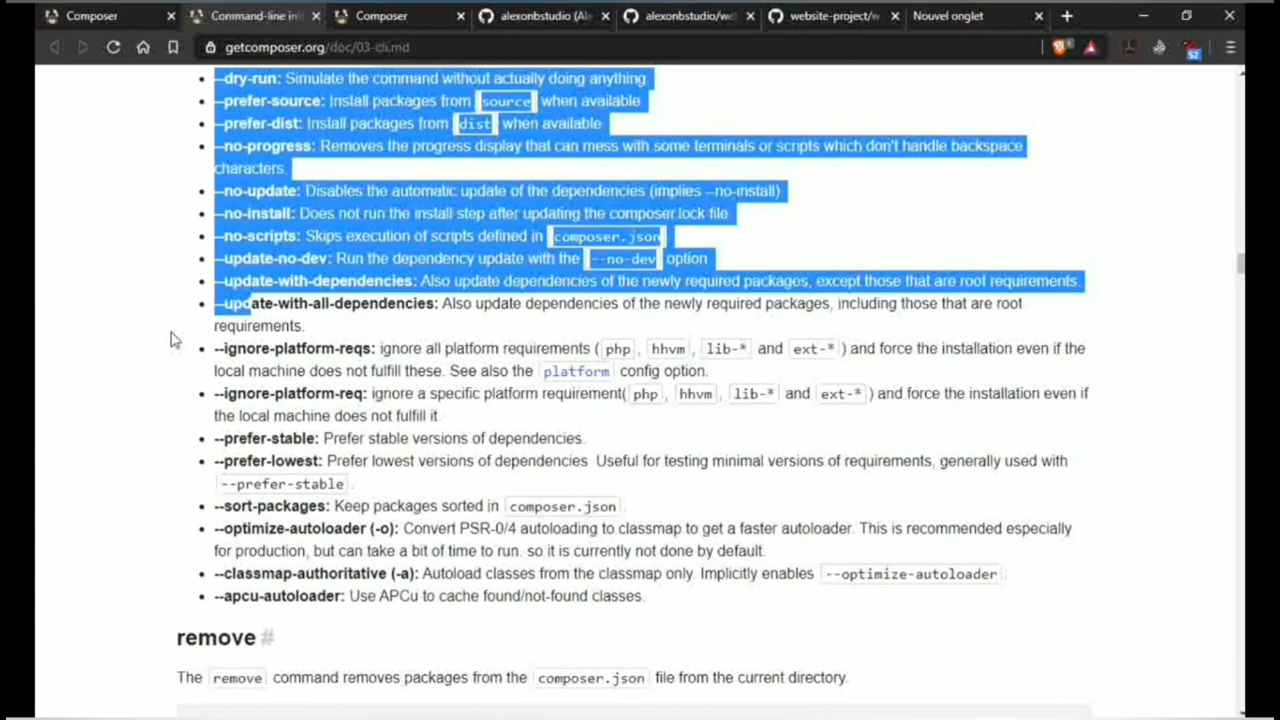 Composer
Command-line in
Composer
alexonbstudio (Al
alexonbstudio/we
website-project/w
Nouvel onglet
getcomposer.org/doc/03-cli.md
52
--dry-run: Simulate the command without actually doing anything.
--prefer-source: Install packages from source when available.
--prefer-dist: Install packages from dist when available.
--no-progress: Removes the progress display that can mess with some terminals or scripts which don't handle backspace
characters.
--no-update: Disables the automatic update of the dependencies (implies --no-install)
--no-install: Does not run the install step after updating the composer.lock file.
--no-scripts: Skips execution of scripts defined in composer.json.
--update-no-dev: Run the dependency update with the --no-dev option.
--update-with-dependencies: Also update dependencies of the newly required packages, except those that are root requirements.
--update-with-all-dependencies: Also update dependencies of the newly required packages, including those that are root
requirements.
--ignore-platform-reqs: ignore all platform requirements ( php, hhvm, lib-* and ext-* ) and force the installation even if the
local machine does not fulfill these. See also the platform config option.
--ignore-platform-req: ignore a specific platform requirement( php, hhvm, lib-* and ext-* ) and force the installation even if
the local machine does not fulfill it.
--prefer-stable: Prefer stable versions of dependencies.
--prefer-lowest: Prefer lowest versions of dependencies. Useful for testing minimal versions of requirements, generally used with
--prefer-stable.
--sort-packages: Keep packages sorted in composer.json.
--optimize-autoloader (-o): Convert PSR-0/4 autoloading to classmap to get a faster autoloader. This is recommended especially
for production, but can take a bit of time to run, so it is currently not done by default.
--classmap-authoritative (-a): Autoload classes from the classmap only. Implicitly enables --optimize-autoloader.
--apcu-autoloader: Use APCu to cache found/not-found classes.
remove #
The remove command removes packages from the composer.json file from the current directory.